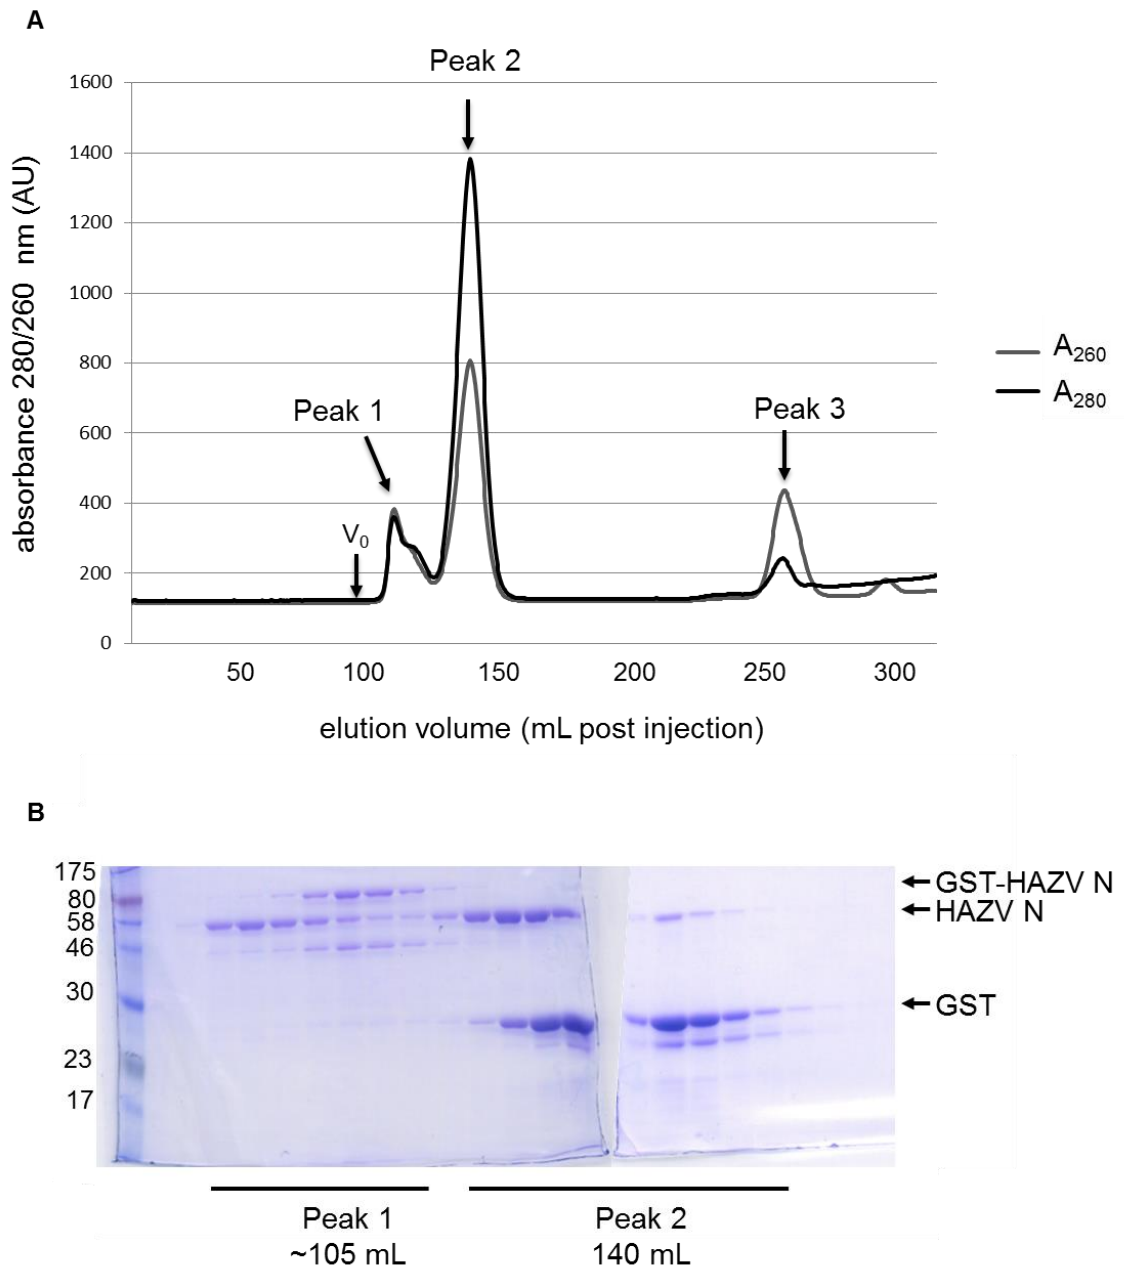 A
Peak 2
1600
1400
1200
1000
800
600
400
200
0
absorbance 280/260 nm (AU)
Peak 1
V0
Peak 3
A260
A280
50 100 150 200 250 300
elution volume (mL post injection)
B
175
80
58
46
30
23
17
GST-HAZV N
HAZV N
GST
Peak 1
~105 mL
Peak 2
140 mL